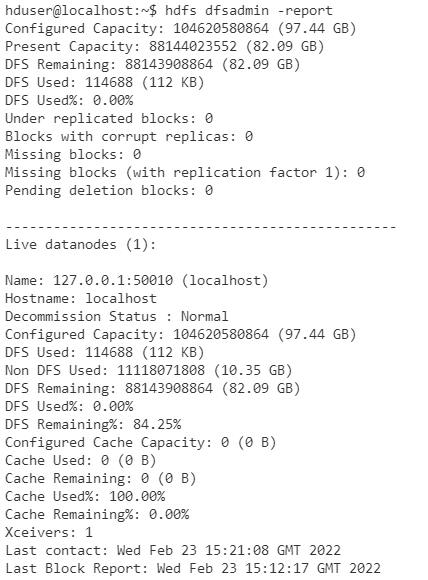 hduser@localhost:~$ hdfs dfsadmin -report
Configured Capacity: 104620580864 (97.44 GB)
Present Capacity: 88144023552 (82.09 GB)
DFS Remaining: 88143908864 (82.09 GB)
DFS Used: 114688 (112 KB)
DFS Used%: 0.00%
Under replicated blocks: 0
Blocks with corrupt replicas: 0
Missing blocks: 0
Missing blocks (with replication factor 1): 0
Pending deletion blocks: 0
-------------------------------------------------
Live datanodes (1):
Name: 127.0.0.1:50010 (localhost)
Hostname: localhost
Decommission Status : Normal
Configured Capacity: 104620580864 (97.44 GB)
DFS Used: 114688 (112 KB)
Non DFS Used: 11118071808 (10.35 GB)
DFS Remaining: 88143908864 (82.09 GB)
DFS Used%: 0.00%
DFS Remaining%: 84.25%
Configured Cache Capacity: 0 (0 B)
Cache Used: 0 (0 B)
Cache Remaining: 0 (0 B)
Cache Used%: 100.00%
Cache Remaining%: 0.00%
Xceivers: 1
Last contact: Wed Feb 23 15:21:08 GMT 2022
Last Block Report: Wed Feb 23 15:12:17 GMT 2022